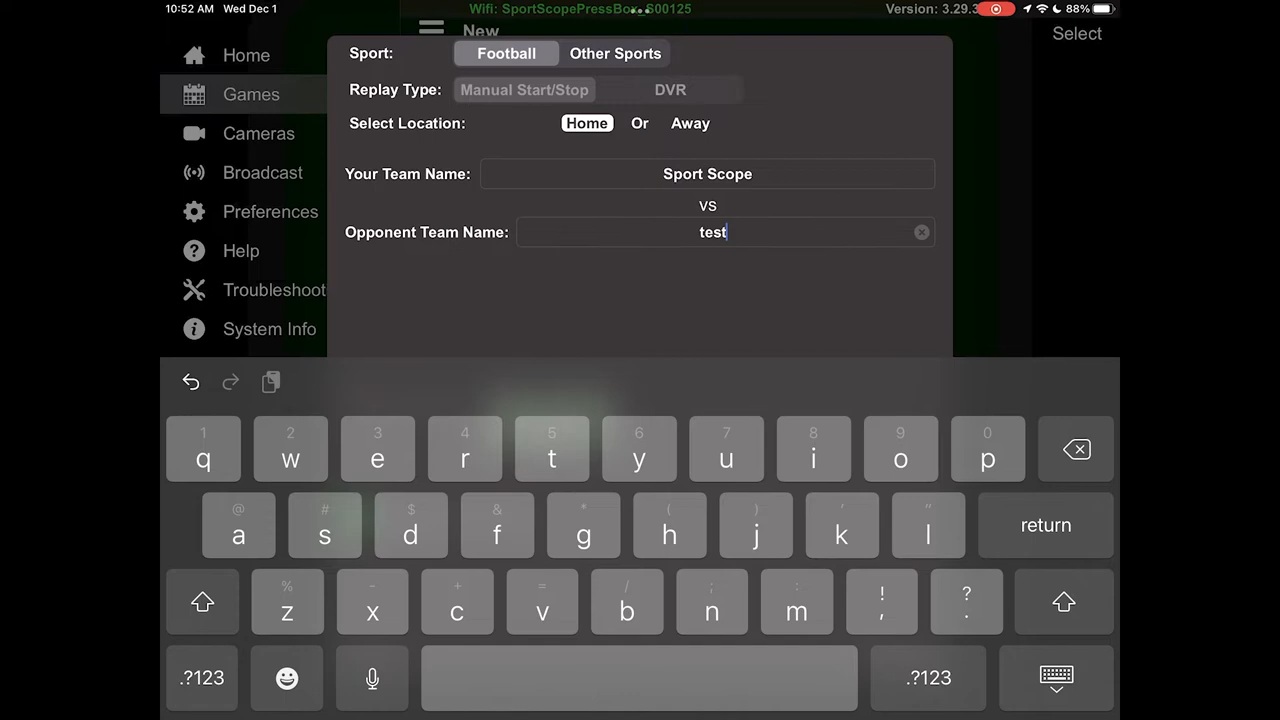 10:52 AM Wed Dec 1
Wifi: SportScopePressBox_S00125
Version: 3.29.3
88%
New
Select
Home
Games
Cameras
Broadcast
Preferences
Help
Troubleshoot
System Info
Sport: Football Other Sports
Replay Type: Manual Start/Stop DVR
Select Location: Home Or Away
Your Team Name: Sport Scope
VS
Opponent Team Name: test
1 2 3 4 5 6 7 8 9 0
q w e r t y u i o p
@ # $ & * ( ) ' "
a s d f g h j k l return
% - + = / ; : ! ?
z x c v b n m , .
.?123 .?123